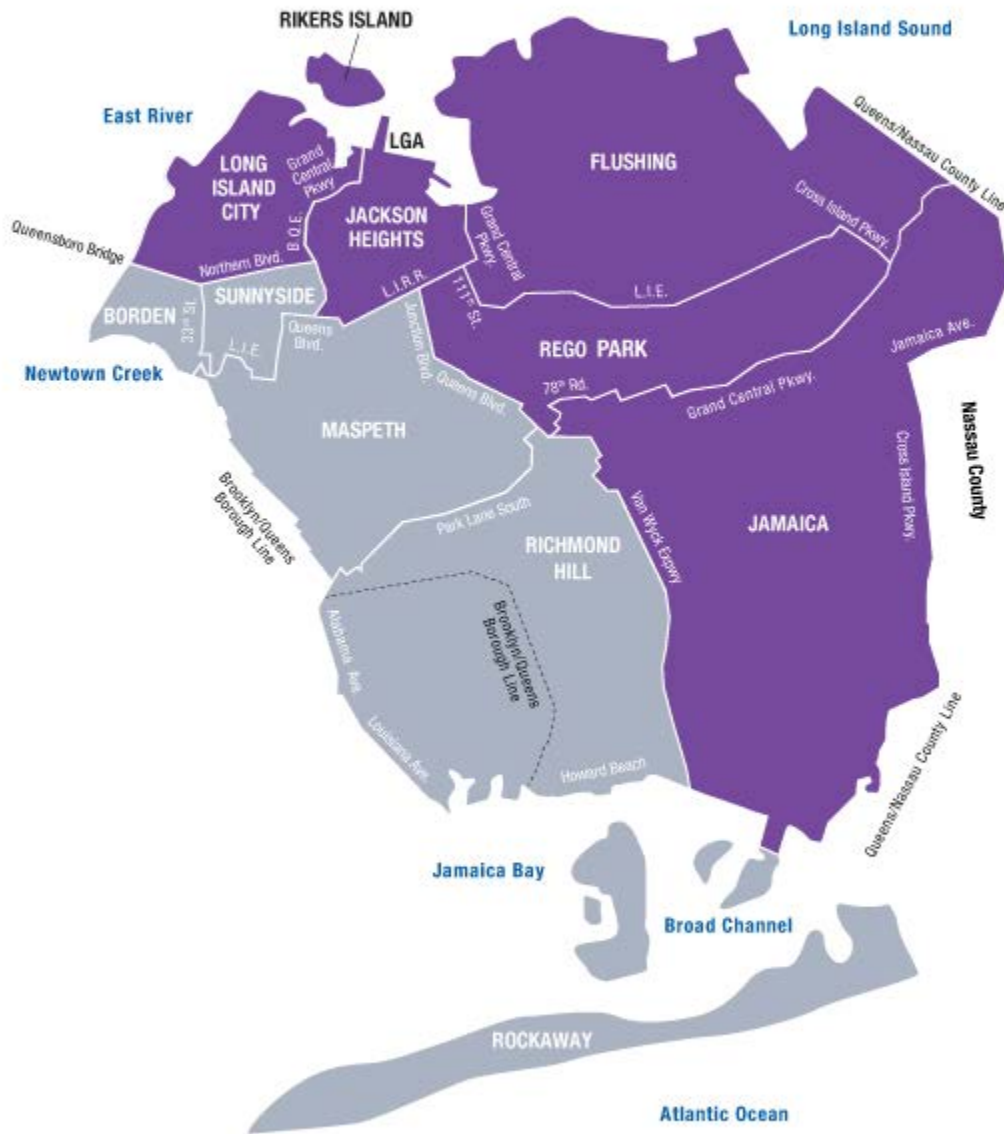 RIKERS ISLAND
Long Island Sound
East River
LGA
Queens/Nassau County Line
LONG
ISLAND
CITY
Grand
Central
Pkwy
FLUSHING
B.Q.E.
JACKSON
HEIGHTS
Cross Island Pkwy.
Grand Central
Pkwy.
Queensboro Bridge
Northern Blvd.
L.I.R.R.
111th St.
L.I.E.
SUNNYSIDE
BORDEN
33rd St.
L.I.E.
Queens
Blvd.
Junction Blvd.
REGO PARK
Jamaica Ave.
Newtown Creek
Queens Blvd.
78th Rd.
Grand Central Pkwy.
MASPETH
Nassau County
Cross Island Pkwy.
Brooklyn/Queens
Borough Line
Park Lane South
Van Wyck Expwy
JAMAICA
RICHMOND
HILL
Brooklyn/Queens
Borough Line
Alabama Ave.
Louisiana Ave.
Howard Beach
Queens/Nassau County Line
Jamaica Bay
Broad Channel
ROCKAWAY
Atlantic Ocean